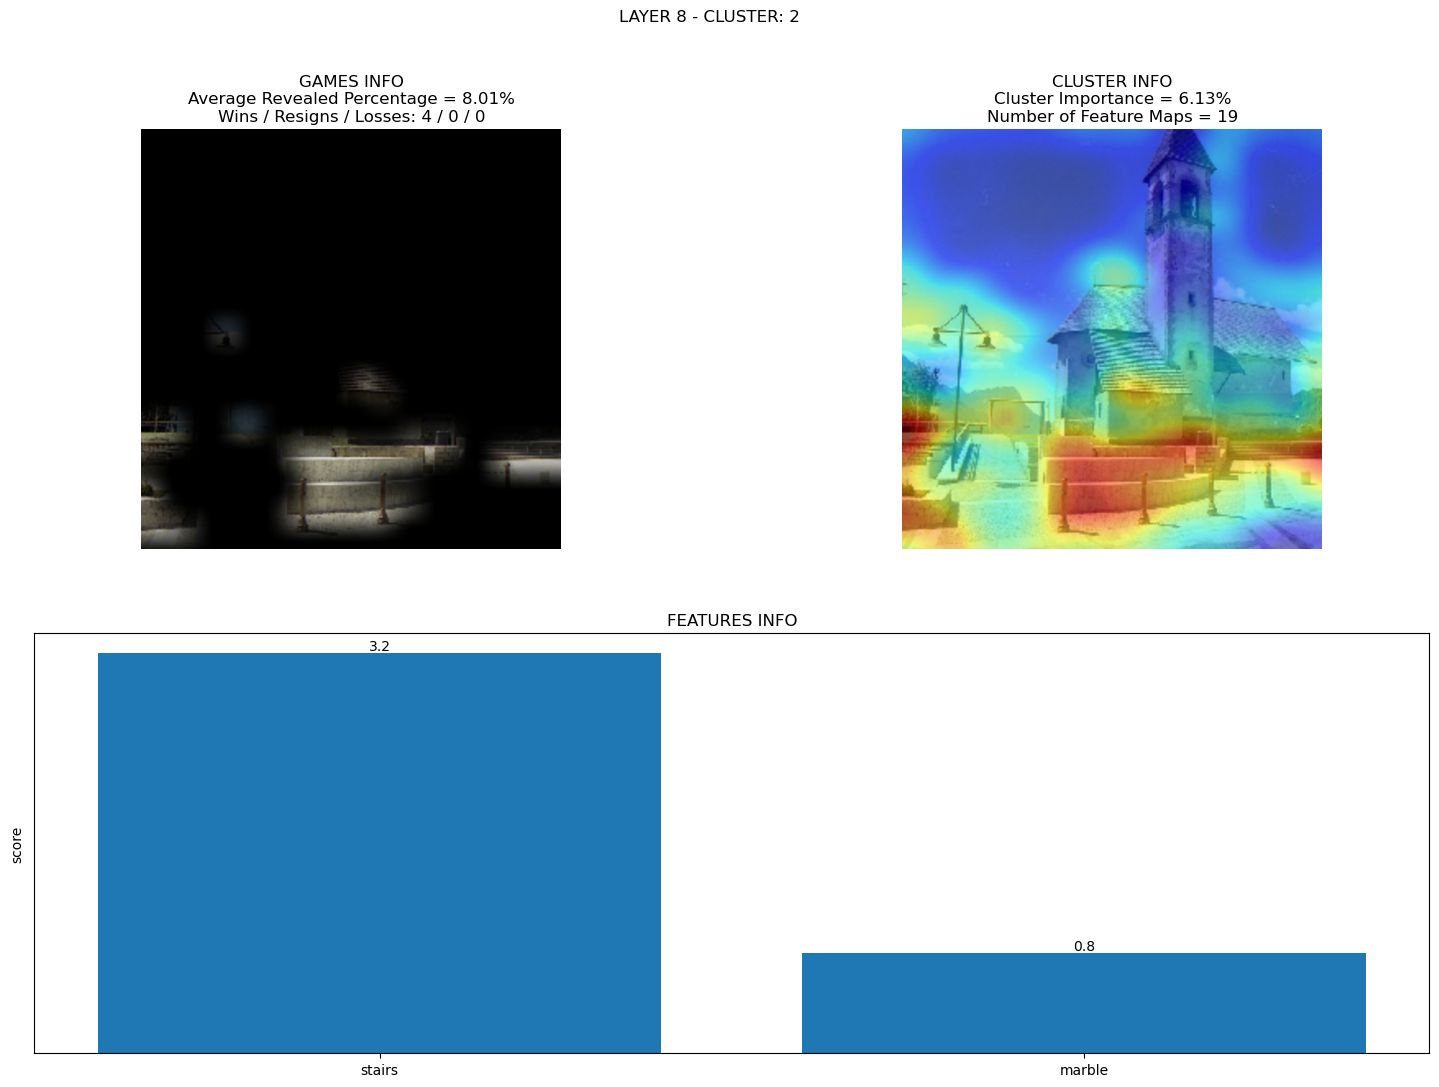 LAYER 8 - CLUSTER: 2
GAMES INFO
Average Revealed Percentage = 8.01%
Wins / Resigns / Losses: 4 / 0 / 0
CLUSTER INFO
Cluster Importance = 6.13%
Number of Feature Maps = 19
FEATURES INFO
3.2
0.8
score
stairs
marble